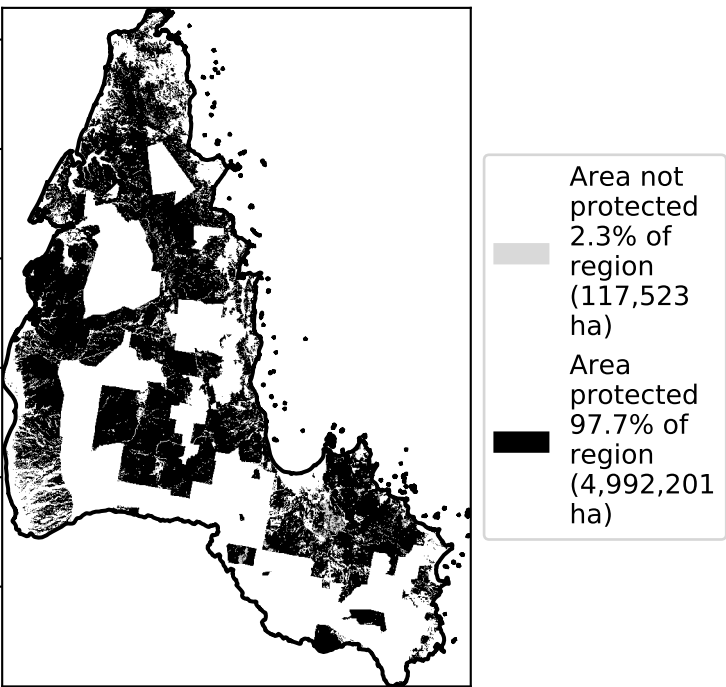 Area not
protected
2.3% of
region
(117,523
ha)
Area
protected
97.7% of
region
(4,992,201
ha)